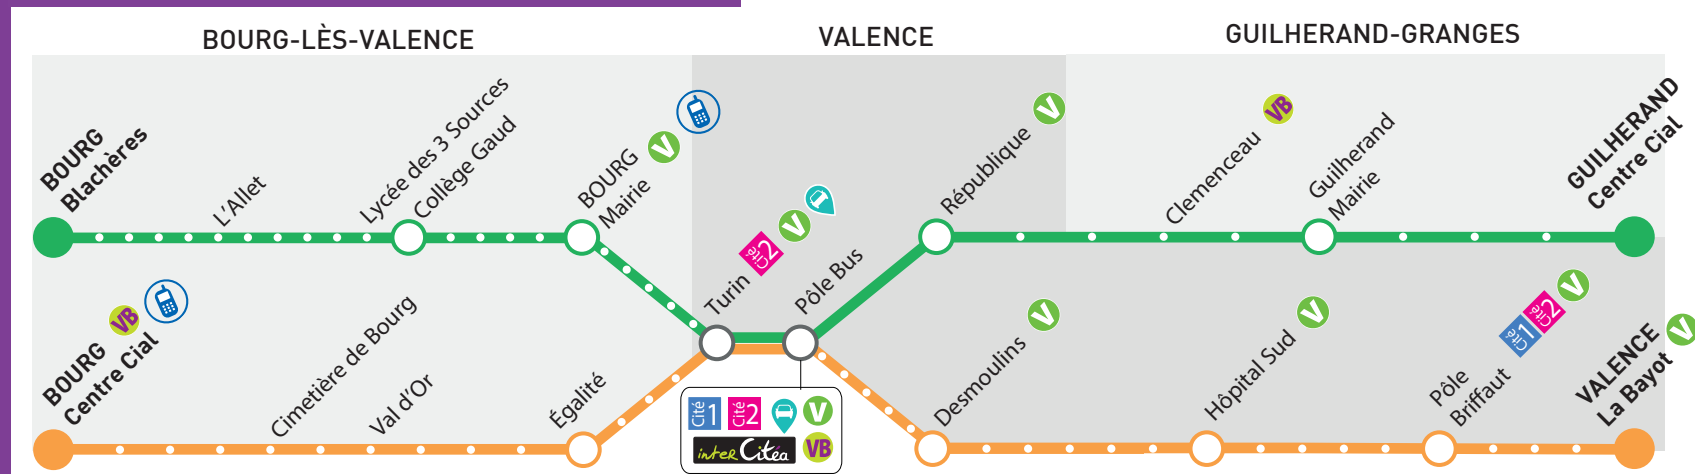 BOURG-LÈS-VALENCE
VALENCE
GUILHERAND-GRANGES
BOURG
Blachères
L'Allet
Lycée des 3 Sources
Collège Gaud
BOURG
Mairie
V
Turin
Cité 2
V
Pôle Bus
République
V
Clemenceau
VB
Guilherand
Mairie
GUILHERAND
Centre Cial
BOURG
Centre Cial
VB
Cimetière de Bourg
Val d'Or
Égalité
Cité 1
Cité 2
V
inter Citéa
VB
Desmoulins
V
Hôpital Sud
V
Pôle
Briffaut
Cité 1
Cité 2
V
VALENCE
La Bayot
V